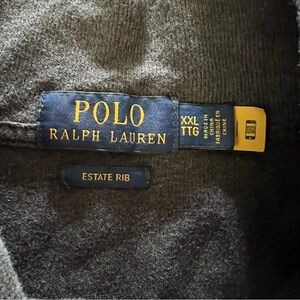 POLO
RALPH LAUREN
XXL
TTG
MADE IN
CHINA
FABRIQUÉ EN
CHINE
ESTATE RIB